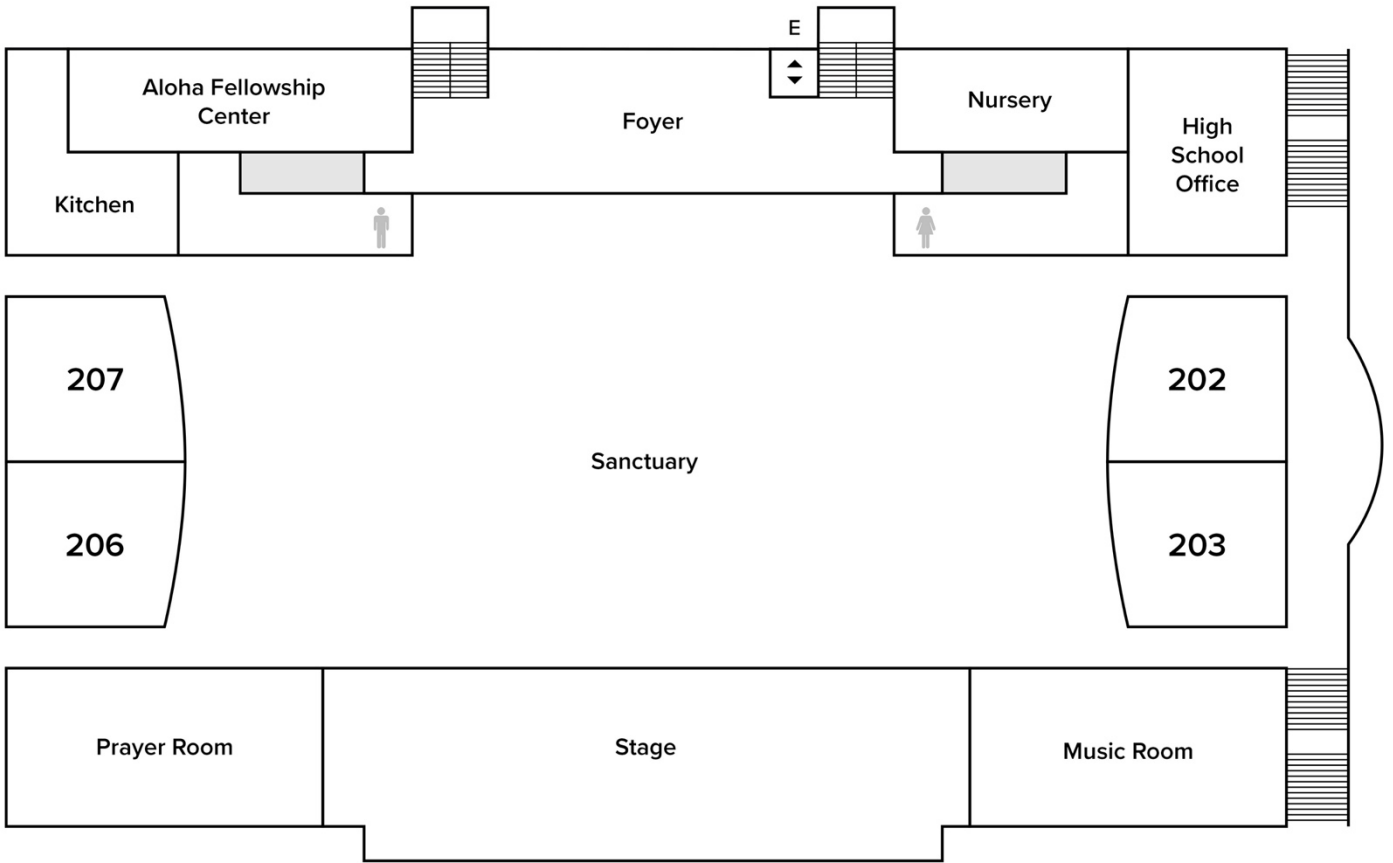 E
Aloha Fellowship
Center
Foyer
Nursery
High
School
Office
Kitchen
207
202
Sanctuary
206
203
Prayer Room
Stage
Music Room